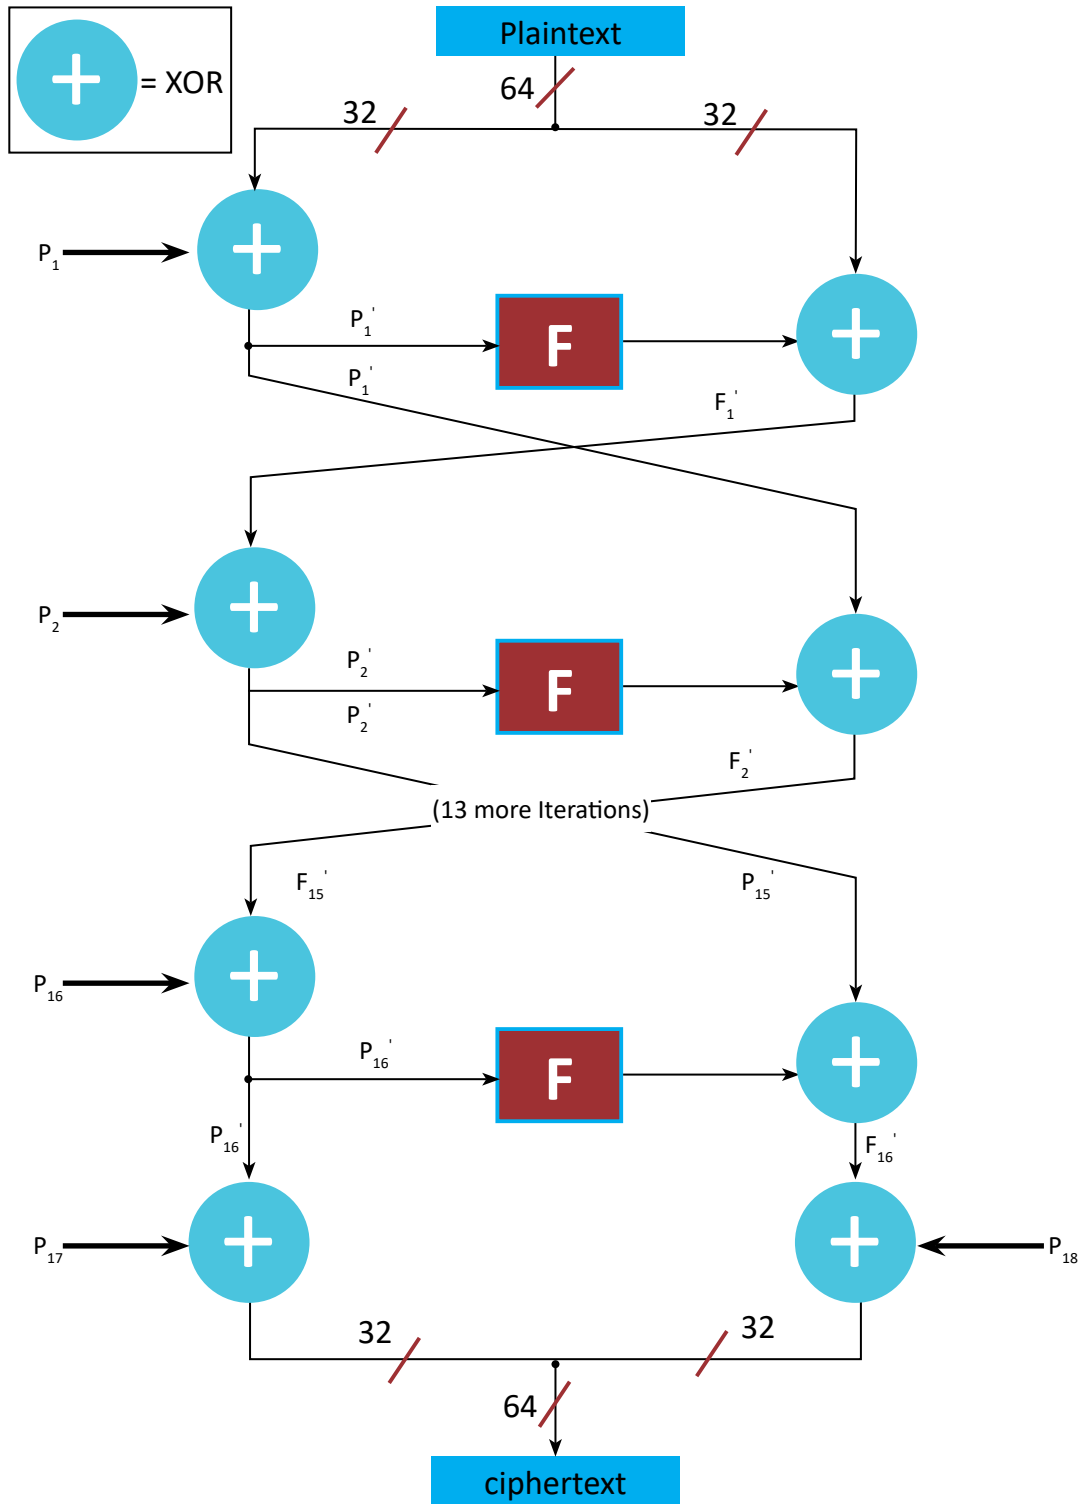 Plaintext
= XOR
64
32
32
P₁
P₁'
F
P₁'
F₁'
P₂
P₂'
F
P₂'
F₂'
(13 more Iterations)
F₁₅'
P₁₅'
P₁₆
P₁₆'
F
P₁₆'
F₁₆'
P₁₇
P₁₈
32
32
64
ciphertext